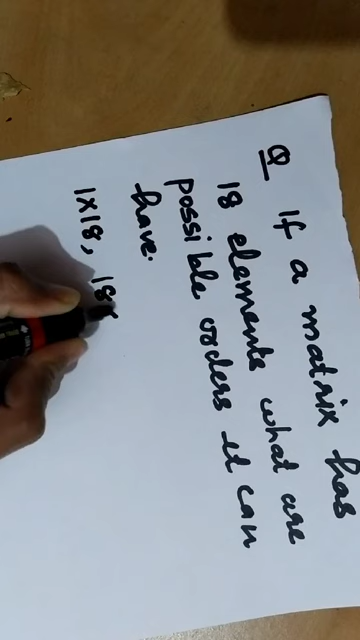 Q If a matrix has
18 elements what are
possible orders it can
have.
1x18, 18